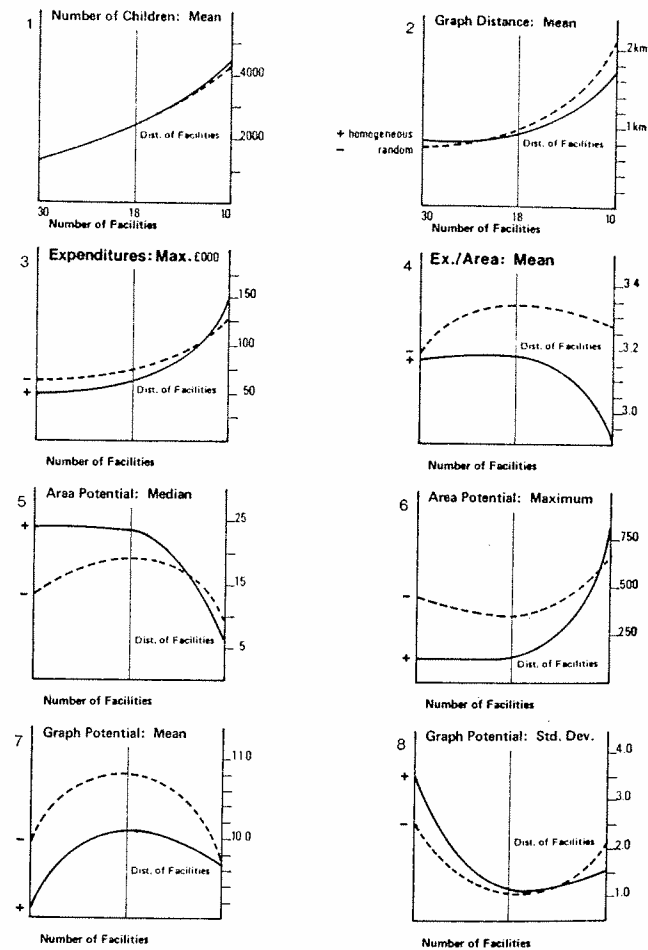 1
Number of Children: Mean
4000
2000
Dist. of Facilities
30
18
10
Number of Facilities
2
Graph Distance: Mean
2km
1km
+ homogeneous
− random
Dist. of Facilities
30
18
10
Number of Facilities
3
Expenditures: Max. £000
150
100
50
−
+
Dist. of Facilities
Number of Facilities
4
Ex./Area: Mean
3.4
3.2
3.0
−
+
Dist. of Facilities
Number of Facilities
5
Area Potential: Median
25
15
5
+
−
Dist. of Facilities
Number of Facilities
6
Area Potential: Maximum
750
500
250
−
+
Dist. of Facilities
Number of Facilities
7
Graph Potential: Mean
11.0
10.0
−
+
Dist. of Facilities
Number of Facilities
8
Graph Potential: Std. Dev.
4.0
3.0
2.0
1.0
+
−
Dist. of Facilities
Number of Facilities